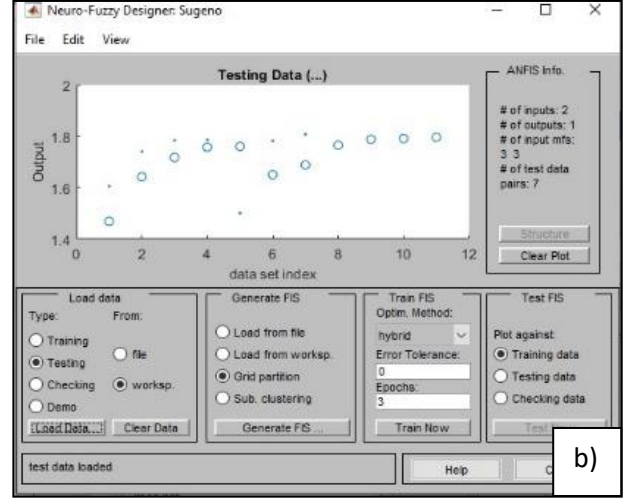 Neuro-Fuzzy Designer: Sugeno
File Edit View
Testing Data (...)
2
1.8
1.6
1.4
Output
0 2 4 6 8 10 12
data set index
ANFIS Info.
# of inputs: 2
# of outputs: 1
# of input mfs:
3 3
# of test data
pairs: 7
Structure
Clear Plot
Load data
Type: From:
Training
Testing
Checking
Demo
file
worksp.
Load Data...
Clear Data
Generate FIS
Load from file
Load from worksp.
Grid partition
Sub. clustering
Generate FIS ...
Train FIS
Optim. Method:
hybrid
Error Tolerance:
0
Epochs:
3
Train Now
Test FIS
Plot against:
Training data
Testing data
Checking data
Test
test data loaded
Help
C
b)